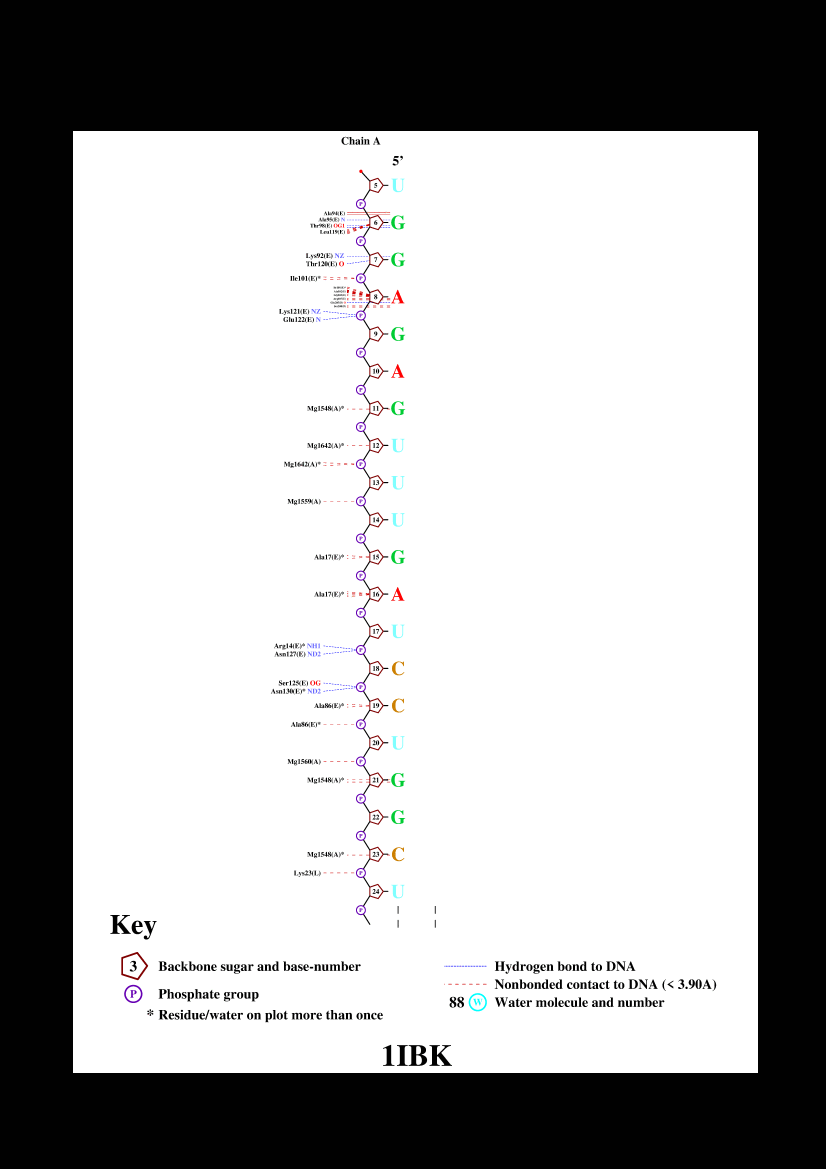 Chain A
5’
5 U
P
Ala94(E)
Ala95(E) N
Thr98(E) OG1
Leu119(E)
6 G
P
Lys92(E) NZ
Thr120(E) O
7 G
Ile101(E)* P
8 A
Lys121(E) NZ
Glu122(E) N
P
9 G
P
10 A
P
Mg1548(A)* 11 G
P
Mg1642(A)* 12 U
Mg1642(A)* P
13 U
Mg1559(A) P
14 U
P
Ala17(E)* 15 G
P
Ala17(E)* 16 A
P
17 U
Arg14(E)* NH1
Asn127(E) ND2
P
18 C
Ser125(E) OG
Asn130(E)* ND2
P
Ala86(E)* 19 C
Ala86(E)* P
20 U
Mg1560(A) P
Mg1548(A)* 21 G
P
22 G
P
Mg1548(A)* 23 C
Lys23(L) P
24 U
P
Key
3 Backbone sugar and base-number
P Phosphate group
* Residue/water on plot more than once
Hydrogen bond to DNA
Nonbonded contact to DNA (< 3.90A)
88 W Water molecule and number
1IBK